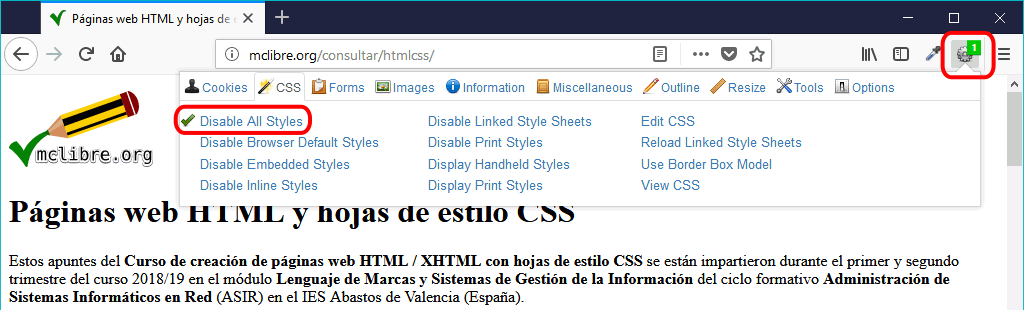 Páginas web HTML y hojas de e
mclibre.org/consultar/htmlcss/
1
Cookies CSS Forms Images Information Miscellaneous Outline Resize Tools Options
Disable All Styles Disable Linked Style Sheets Edit CSS
Disable Browser Default Styles Disable Print Styles Reload Linked Style Sheets
Disable Embedded Styles Display Handheld Styles Use Border Box Model
Disable Inline Styles Display Print Styles View CSS
mclibre.org
Páginas web HTML y hojas de estilo CSS
Estos apuntes del Curso de creación de páginas web HTML / XHTML con hojas de estilo CSS se están impartieron durante el primer y segundo
trimestre del curso 2018/19 en el módulo Lenguaje de Marcas y Sistemas de Gestión de la Información del ciclo formativo Administración de
Sistemas Informáticos en Red (ASIR) en el IES Abastos de Valencia (España).